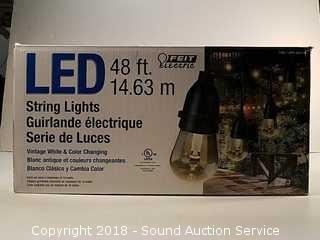 LED
48 ft.
14.63 m
FEIT
electric
String Lights
Guirlande électrique
Serie de Luces
Vintage White & Color Changing
Blanc antique et couleurs changeantes
Blanco Clásico y Cambia Color
UL
Copyright 2018 - Sound Auction Service